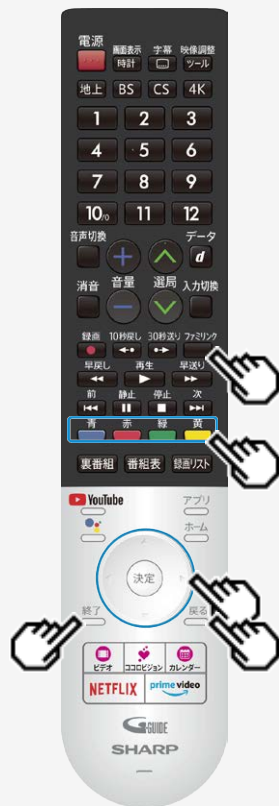 電源
画面表示 字幕 映像調整
時計 ツール
地上 BS CS 4K
1 2 3
4 5 6
7 8 9
10/0 11 12
音声切換 データ
d
消音 音量 選局 入力切換
録画 10秒戻し 30秒送り ファミリンク
早戻し 再生 早送り
前 静止 停止 次
青 赤 緑 黄
裏番組 番組表 録画リスト
YouTube アプリ
ホーム
決定
終了 戻る
ビデオ ココロビジョン カレンダー
NETFLIX prime video
G-GUIDE
SHARP